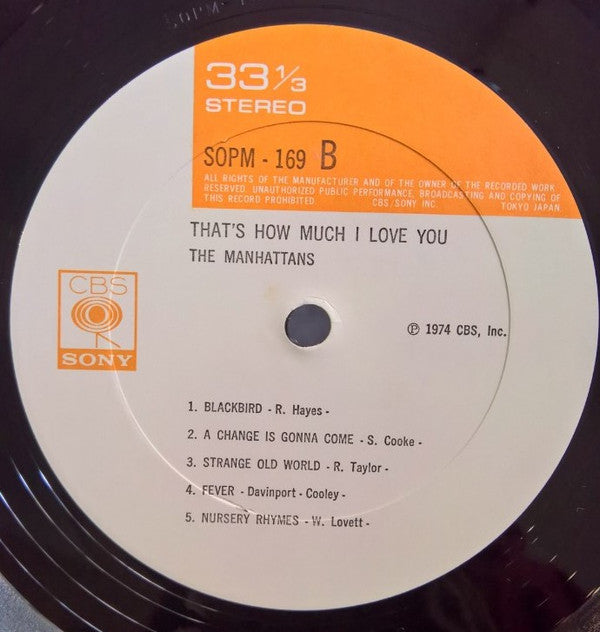 33 1/3
STEREO
SOPM - 169 B
ALL RIGHTS OF THE MANUFACTURER AND OF THE OWNER OF THE RECORDED WORK
RESERVED. UNAUTHORIZED PUBLIC PERFORMANCE, BROADCASTING AND COPYING OF
THIS RECORD PROHIBITED. CBS/SONY INC. TOKYO JAPAN
THAT'S HOW MUCH I LOVE YOU
THE MANHATTANS
CBS
SONY
℗ 1974 CBS, Inc.
1. BLACKBIRD - R. Hayes -
2. A CHANGE IS GONNA COME - S. Cooke -
3. STRANGE OLD WORLD - R. Taylor -
4. FEVER - Davinport - Cooley -
5. NURSERY RHYMES - W. Lovett -